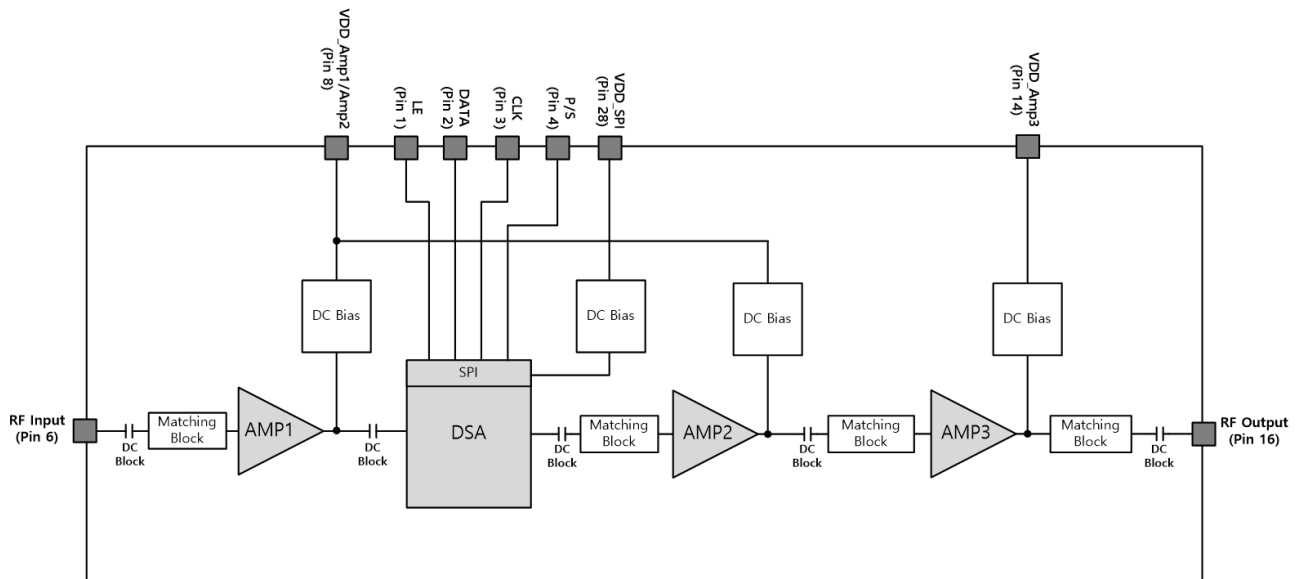 VDD_Amp1/Amp2
(Pin 8)
LE
(Pin 1)
DATA
(Pin 2)
CLK
(Pin 3)
P/S
(Pin 4)
VDD_SPI
(Pin 28)
VDD_Amp3
(Pin 14)
DC Bias
DC Bias
DC Bias
DC Bias
SPI
RF Input
(Pin 6)
DC
Block
Matching
Block
AMP1
DC
Block
DSA
DC
Block
Matching
Block
AMP2
DC
Block
Matching
Block
AMP3
Matching
Block
DC
Block
RF Output
(Pin 16)